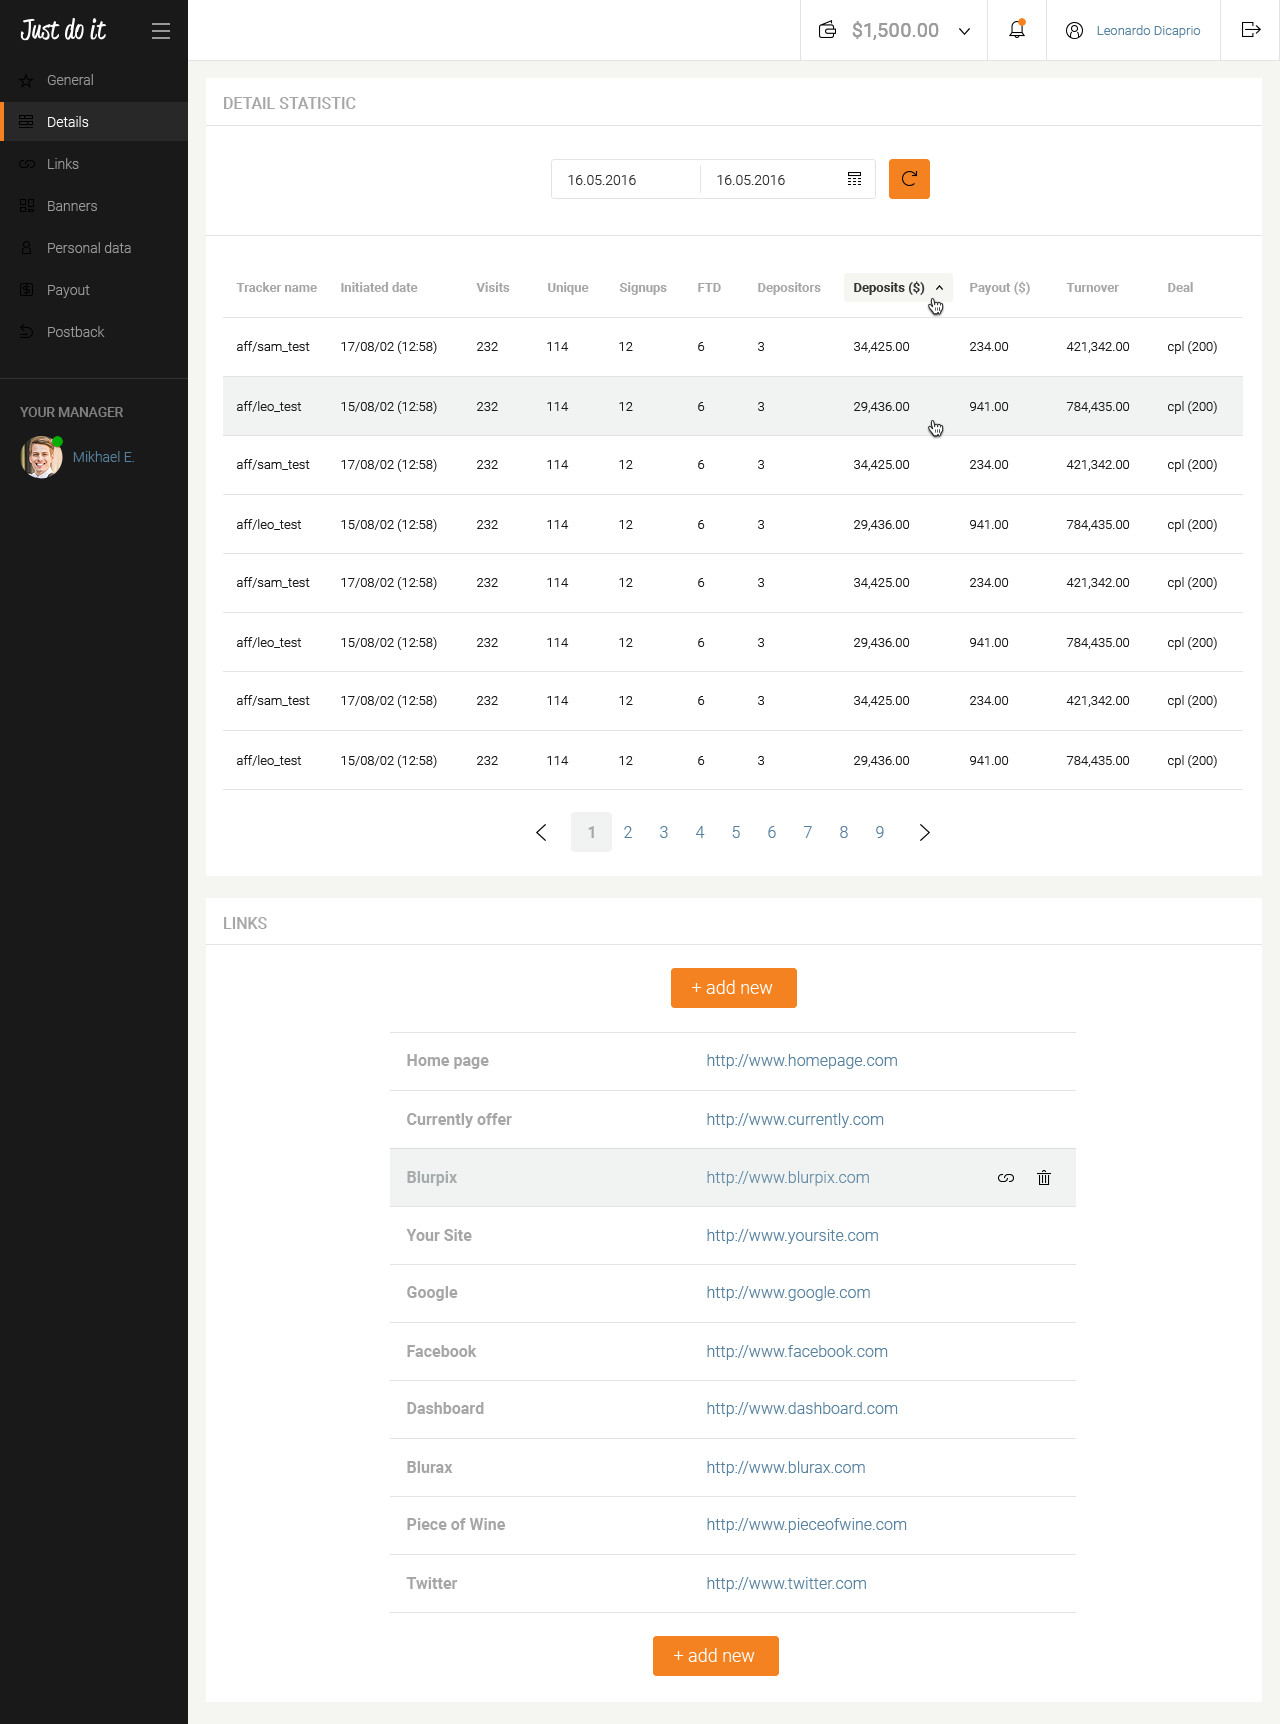 Just do it
$1,500.00
Leonardo Dicaprio
General
Details
Links
Banners
Personal data
Payout
Postback
YOUR MANAGER
Mikhael E.
DETAIL STATISTIC
16.05.2016 16.05.2016
Tracker name Initiated date Visits Unique Signups FTD Depositors Deposits ($) Payout ($) Turnover Deal
aff/sam_test 17/08/02 (12:58) 232 114 12 6 3 34,425.00 234.00 421,342.00 cpl (200)
aff/leo_test 15/08/02 (12:58) 232 114 12 6 3 29,436.00 941.00 784,435.00 cpl (200)
aff/sam_test 17/08/02 (12:58) 232 114 12 6 3 34,425.00 234.00 421,342.00 cpl (200)
aff/leo_test 15/08/02 (12:58) 232 114 12 6 3 29,436.00 941.00 784,435.00 cpl (200)
aff/sam_test 17/08/02 (12:58) 232 114 12 6 3 34,425.00 234.00 421,342.00 cpl (200)
aff/leo_test 15/08/02 (12:58) 232 114 12 6 3 29,436.00 941.00 784,435.00 cpl (200)
aff/sam_test 17/08/02 (12:58) 232 114 12 6 3 34,425.00 234.00 421,342.00 cpl (200)
aff/leo_test 15/08/02 (12:58) 232 114 12 6 3 29,436.00 941.00 784,435.00 cpl (200)
1 2 3 4 5 6 7 8 9
LINKS
+ add new
Home page http://www.homepage.com
Currently offer http://www.currently.com
Blurpix http://www.blurpix.com
Your Site http://www.yoursite.com
Google http://www.google.com
Facebook http://www.facebook.com
Dashboard http://www.dashboard.com
Blurax http://www.blurax.com
Piece of Wine http://www.pieceofwine.com
Twitter http://www.twitter.com
+ add new